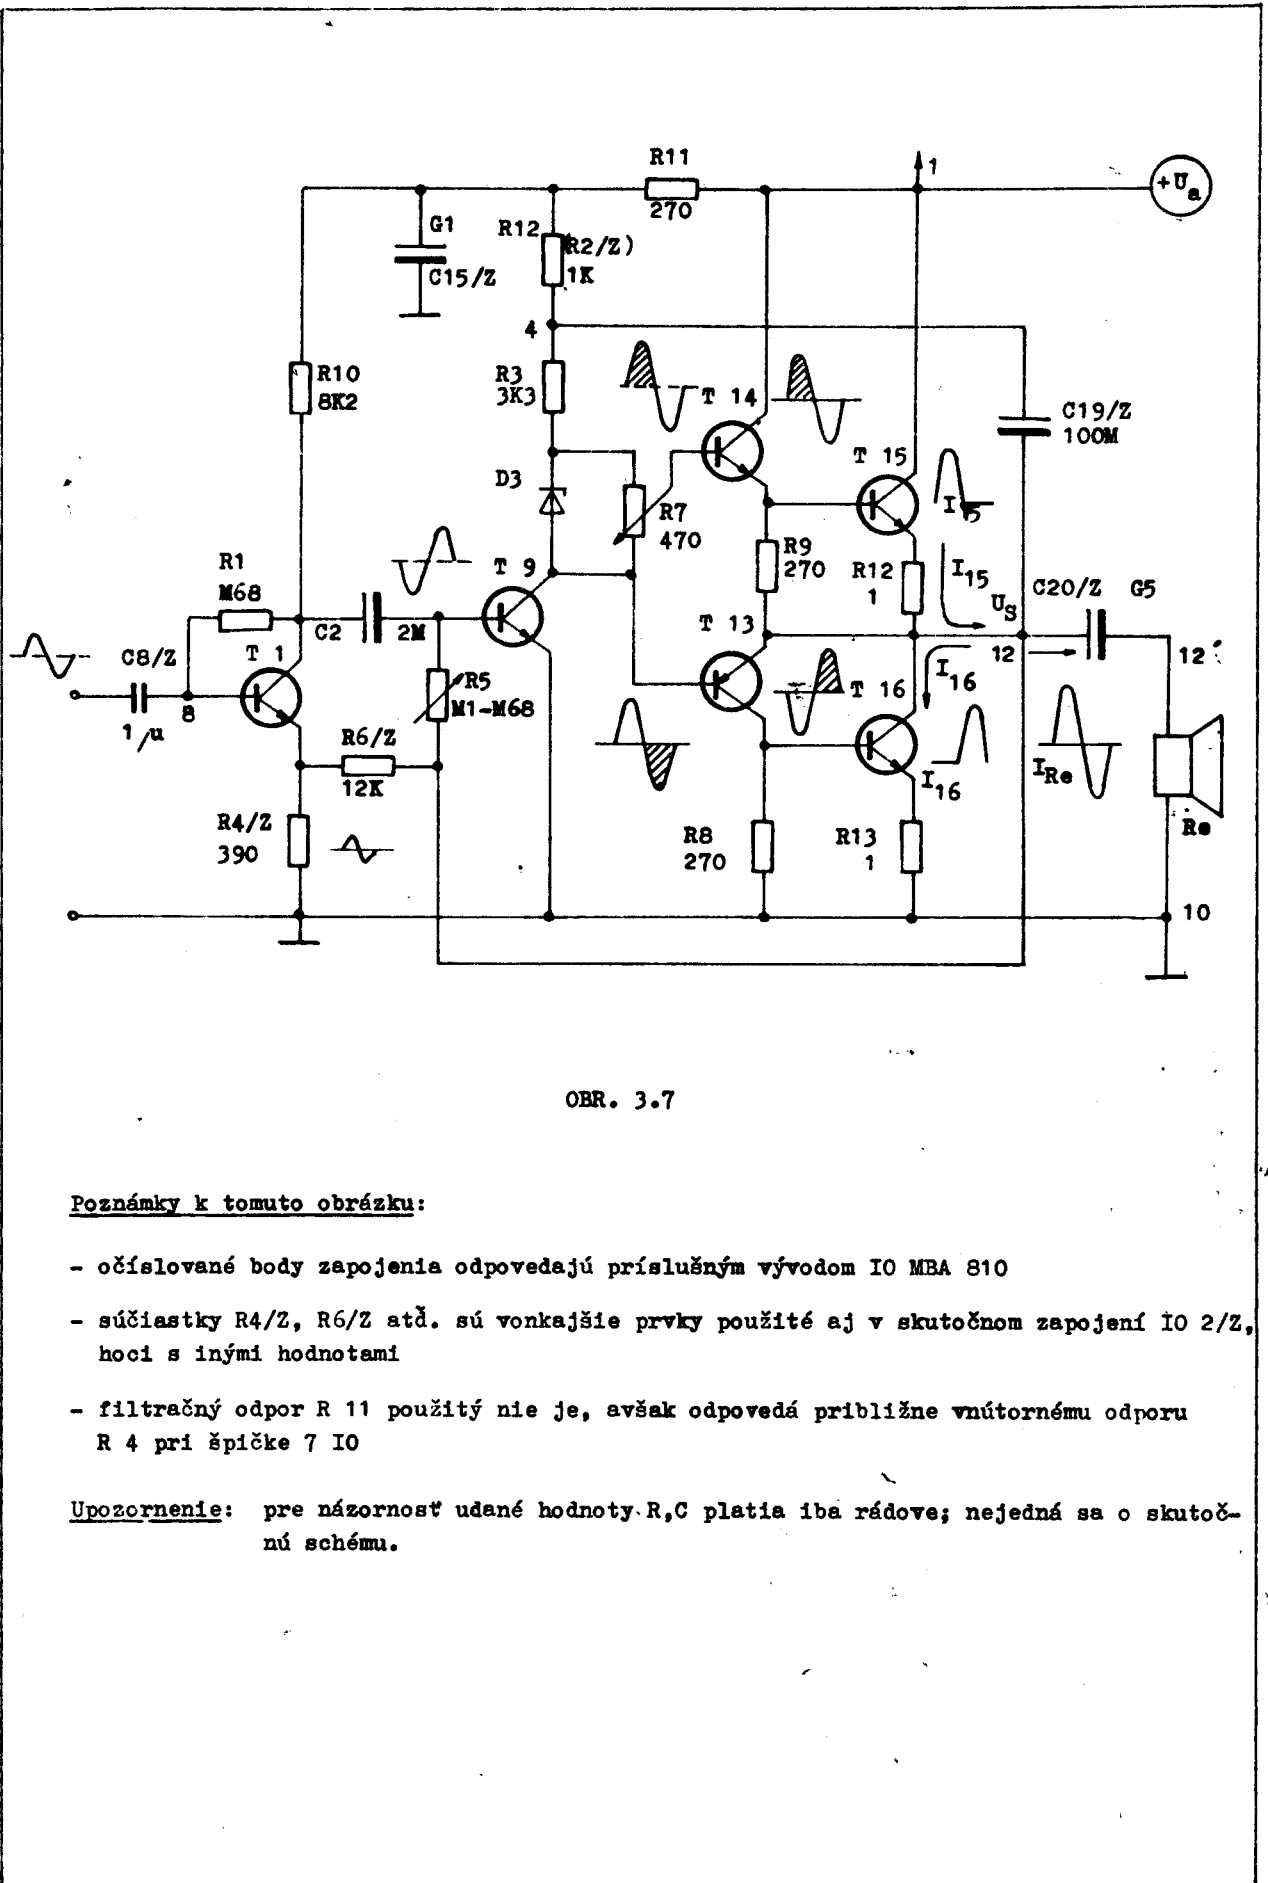 R11
1
+Ua
270
G1
R12
R2/Z)
1K
C15/Z
4
R10
8K2
R3
3K3
T 14
C19/Z
100M
T 15
D3
R7
470
I15
R9
270
R12
1
I15
R1
M68
T 9
C20/Z
G5
US
C2
2M
T 13
12
12
C8/Z
T 1
R5
M1-M68
T 16
I16
8
1/u
R6/Z
12K
I16
IRe
R4/Z
390
R8
270
R13
1
Re
10
OBR. 3.7
Poznámky k tomuto obrázku:
- očíslované body zapojenia odpovedajú príslušným vývodom IO MBA 810
- súčiastky R4/Z, R6/Z atď. sú vonkajšie prvky použité aj v skutočnom zapojení IO 2/Z,
hoci s inými hodnotami
- filtračný odpor R 11 použitý nie je, avšak odpovedá približne vnútornému odporu
R 4 pri špičke 7 IO
Upozornenie: pre názornosť udané hodnoty R,C platia iba rádove; nejedná sa o skutoč-
nú schému.